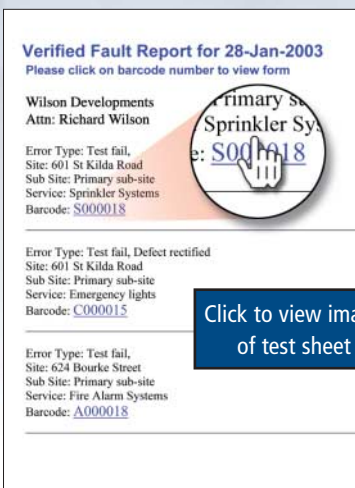 Verified Fault Report for 28-Jan-2003
Please click on barcode number to view form
Wilson Developments
Attn: Richard Wilson
Error Type: Test fail,
Site: 601 St Kilda Road
Sub Site: Primary sub-site
Service: Sprinkler Systems
Barcode: S000018
Primary s
Sprinkler Sys
e: S000018
Error Type: Test fail, Defect rectified
Site: 601 St Kilda Road
Sub Site: Primary sub-site
Service: Emergency lights
Barcode: C000015
Click to view ima
of test sheet
Error Type: Test fail,
Site: 624 Bourke Street
Sub Site: Primary sub-site
Service: Fire Alarm Systems
Barcode: A000018